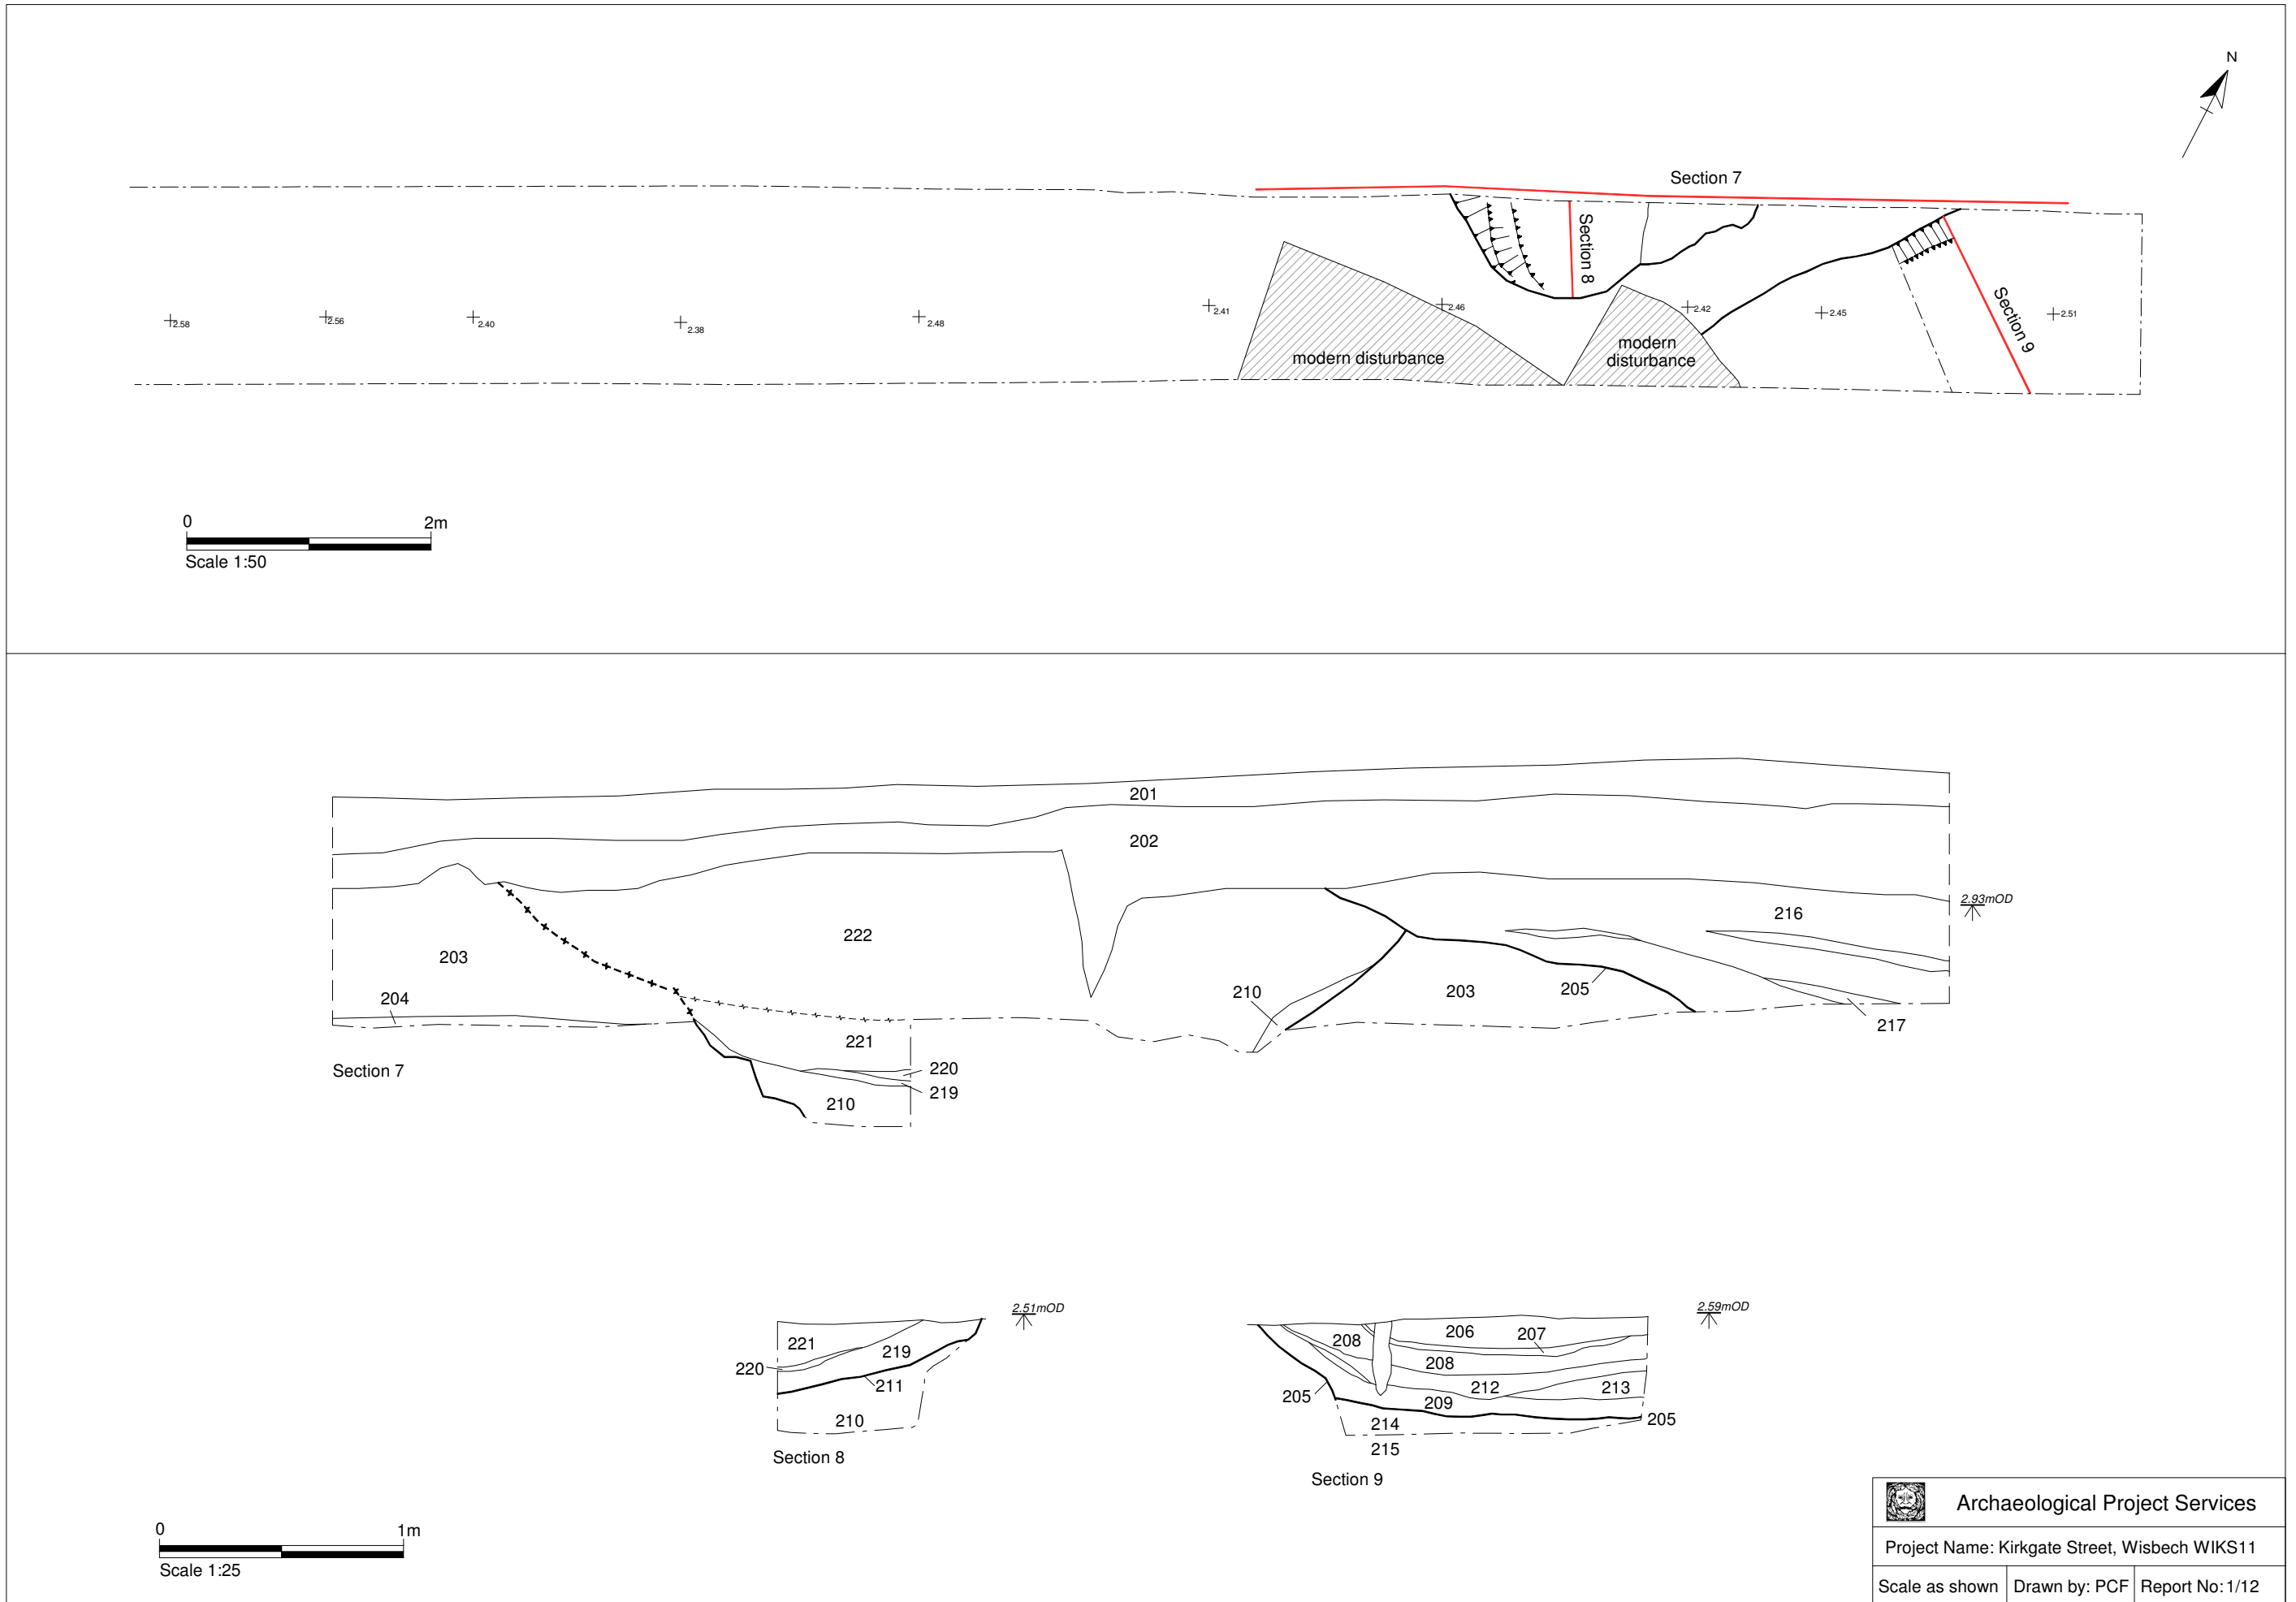 N
Section 7
Section 8
Section 9
2.58
2.56
2.40
2.38
2.48
2.41
2.46
2.42
2.45
2.51
modern disturbance
modern
disturbance
0 2m
Scale 1:50
201
202
2.93mOD
216
222
203
204
210
203
205
217
221
220
219
210
Section 7
2.51mOD
221
220
219
211
210
Section 8
2.59mOD
208
206
207
208
212
213
205
209
214
205
215
Section 9
0 1m
Scale 1:25
Archaeological Project Services
Project Name: Kirkgate Street, Wisbech WIKS11
Scale as shown Drawn by: PCF Report No: 1/12